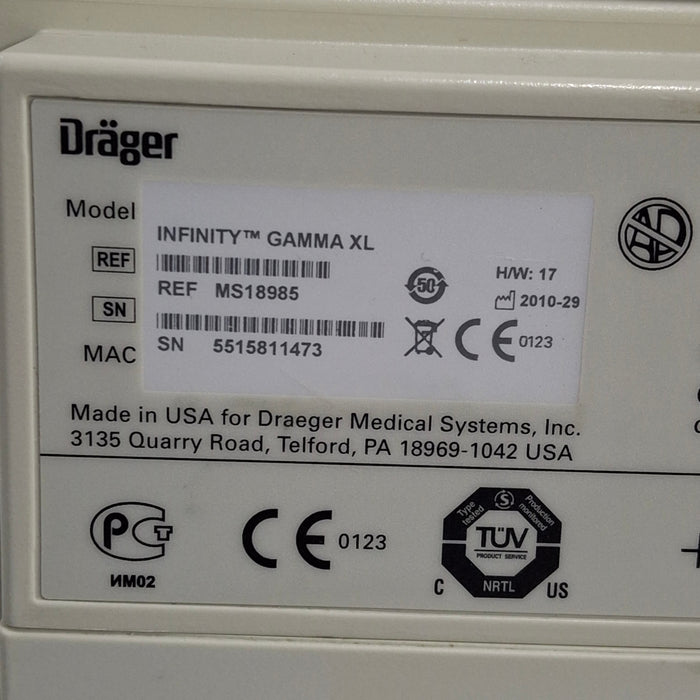 Dräger
Model
INFINITY™ GAMMA XL
REF
REF MS18985
SN
SN 5515811473
MAC
50
H/W: 17
2010-29
0123
Made in USA for Draeger Medical Systems, Inc.
3135 Quarry Road, Telford, PA 18969-1042 USA
ИМ02
CE 0123
Type tested
Production monitored
TÜV
PRODUCT SERVICE
NRTL
C US